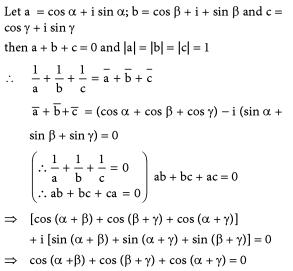 Let a = cos α + i sin α; b = cos β + i + sin β and c =
cos γ + i sin γ
then a + b + c = 0 and |a| = |b| = |c| = 1
∴ 1/a + 1/b + 1/c = a̅ + b̅ + c̅
a̅ + b̅ + c̅ = (cos α + cos β + cos γ) – i (sin α +
sin β + sin γ) = 0
(∴ 1/a + 1/b + 1/c = 0
∴ ab + bc + ca = 0) ab + bc + ac = 0
⇒ [cos (α + β) + cos (β + γ) + cos (α + γ)]
+ i [sin (α + β) + sin (α + γ) + sin (β + γ)] = 0
⇒ cos (α +β) + cos (β + γ) + cos (α + γ) = 0